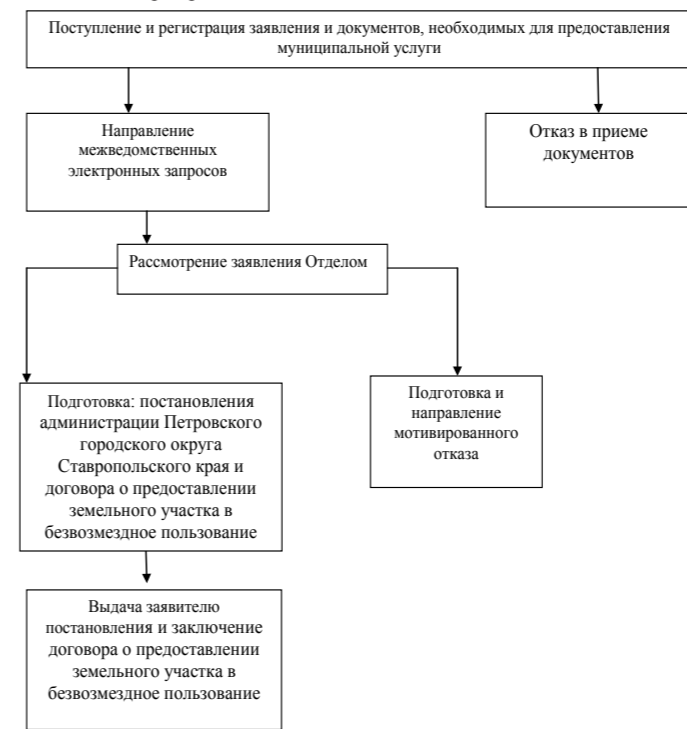 Поступление и регистрация заявления и документов, необходимых для предоставления
муниципальной услуги
Направление
межведомственных
электронных запросов
Отказ в приеме
документов
Рассмотрение заявления Отделом
Подготовка: постановления
администрации Петровского
городского округа
Ставропольского края и
договора о предоставлении
земельного участка в
безвозмездное пользование
Подготовка и
направление
мотивированного
отказа
Выдача заявителю
постановления и заключение
договора о предоставлении
земельного участка в
безвозмездное пользование